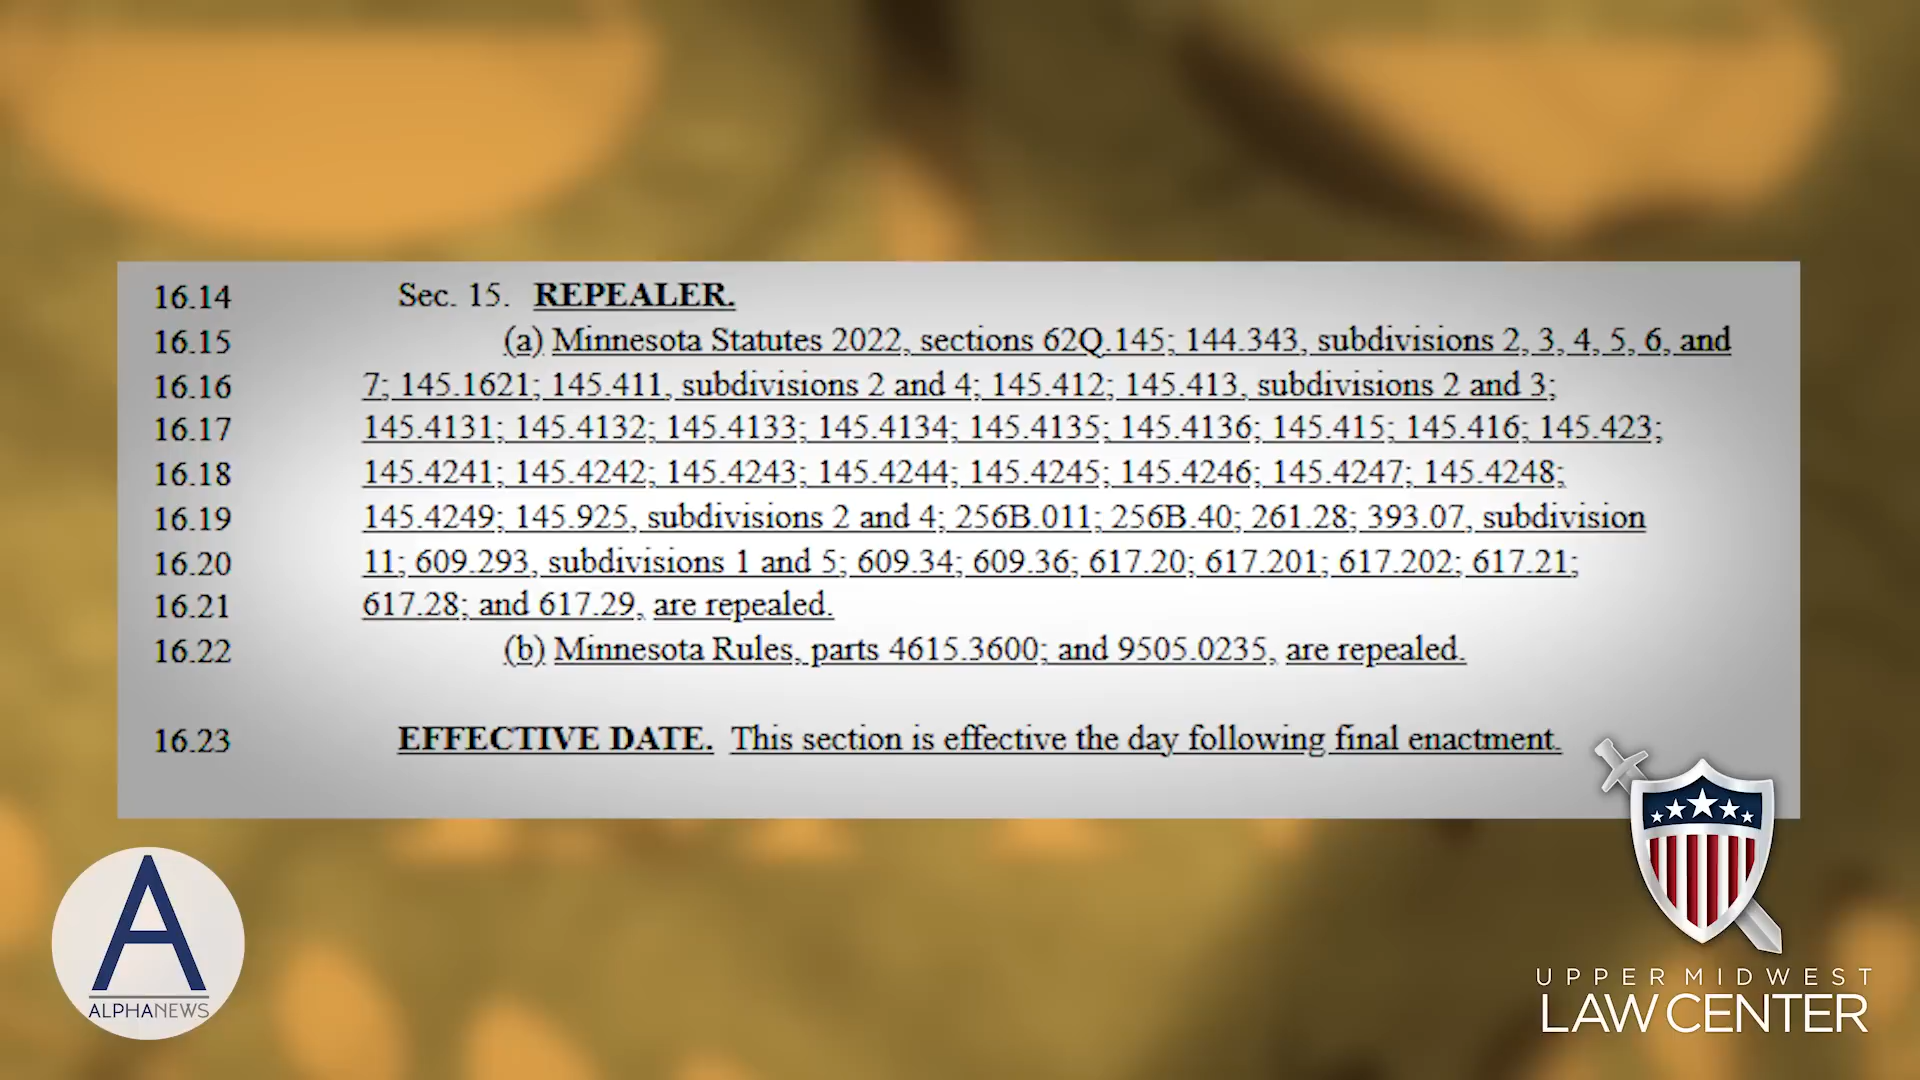 16.14 Sec. 15. REPEALER.
16.15 (a) Minnesota Statutes 2022, sections 62Q.145; 144.343, subdivisions 2, 3, 4, 5, 6, and
16.16 7; 145.1621; 145.411, subdivisions 2 and 4; 145.412; 145.413, subdivisions 2 and 3;
16.17 145.4131; 145.4132; 145.4133; 145.4134; 145.4135; 145.4136; 145.415; 145.416; 145.423;
16.18 145.4241; 145.4242; 145.4243; 145.4244; 145.4245; 145.4246; 145.4247; 145.4248;
16.19 145.4249; 145.925, subdivisions 2 and 4; 256B.011; 256B.40; 261.28; 393.07, subdivision
16.20 11; 609.293, subdivisions 1 and 5; 609.34; 609.36; 617.20; 617.201; 617.202; 617.21;
16.21 617.28; and 617.29, are repealed.
16.22 (b) Minnesota Rules, parts 4615.3600; and 9505.0235, are repealed.
16.23 EFFECTIVE DATE. This section is effective the day following final enactment.
A
ALPHANEWS
UPPER MIDWEST
LAW CENTER